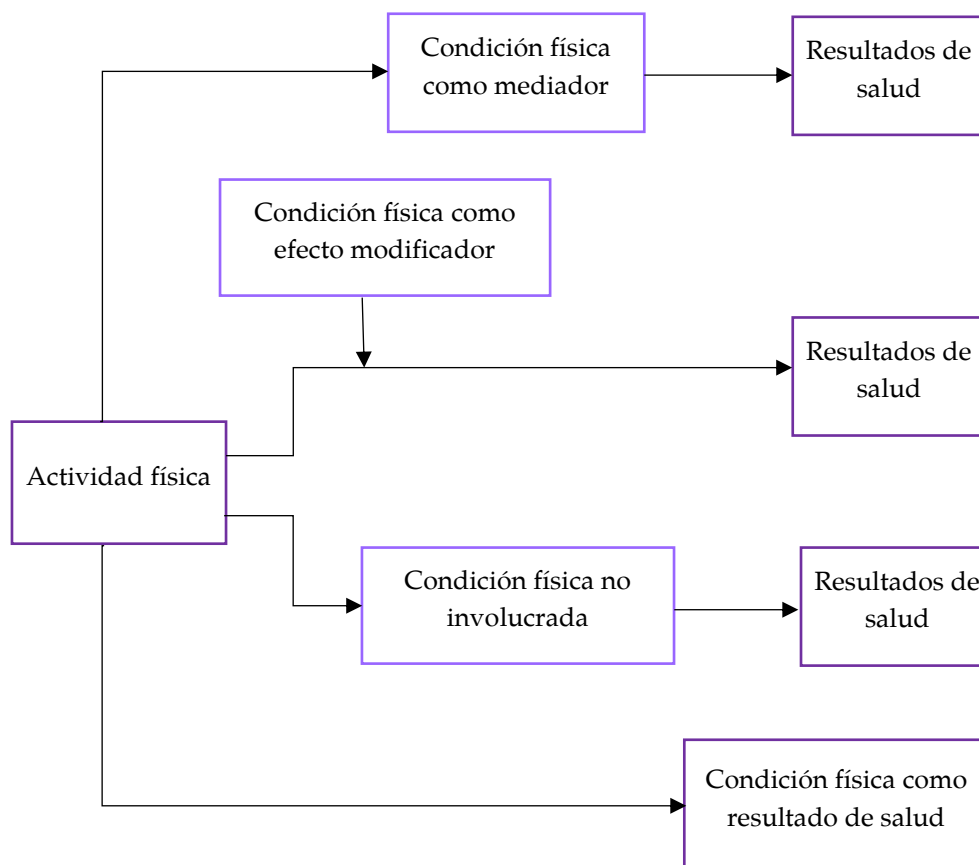 Condición física
como mediador
Resultados de
salud
Condición física como
efecto modificador
Resultados de
salud
Actividad física
Condición física no
involucrada
Resultados de
salud
Condición física como
resultado de salud